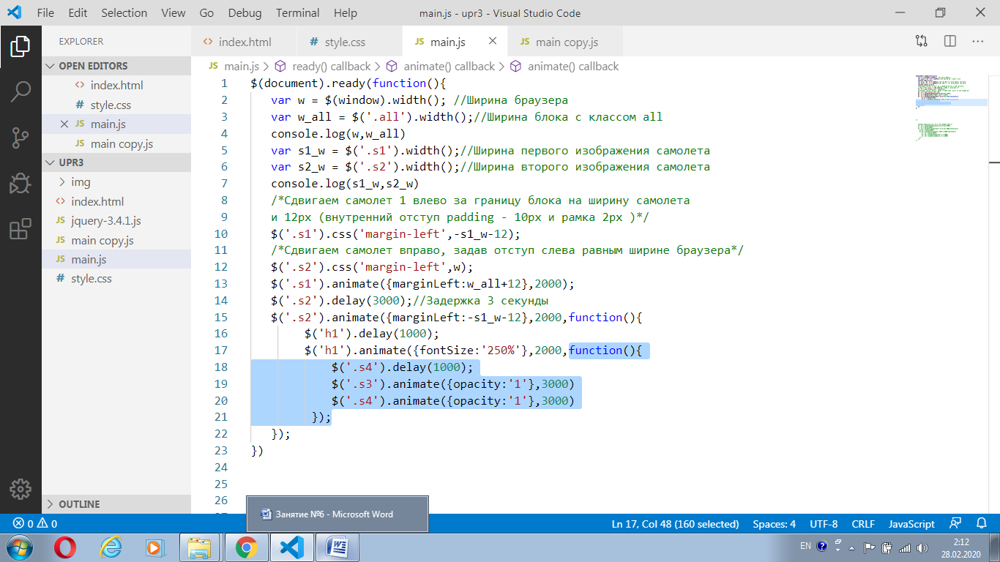 File Edit Selection View Go Debug Terminal Help main.js - upr3 - Visual Studio Code
EXPLORER
OPEN EDITORS
index.html
# style.css
JS main.js
JS main copy.js
UPR3
img
index.html
JS jquery-3.4.1.js
JS main copy.js
JS main.js
# style.css
OUTLINE
index.html # style.css JS main.js JS main copy.js
JS main.js > ready() callback > animate() callback > animate() callback
1 $(document).ready(function(){
2 var w = $(window).width(); //Ширина браузера
3 var w_all = $('.all').width();//Ширина блока с классом all
4 console.log(w,w_all)
5 var s1_w = $('.s1').width();//Ширина первого изображения самолета
6 var s2_w = $('.s2').width();//Ширина второго изображения самолета
7 console.log(s1_w,s2_w)
8 /*Сдвигаем самолет 1 влево за границу блока на ширину самолета
9 и 12px (внутренний отступ padding - 10px и рамка 2px )*/
10 $('.s1').css('margin-left',-s1_w-12);
11 /*Сдвигаем самолет вправо, задав отступ слева равным ширине браузера*/
12 $('.s2').css('margin-left',w);
13 $('.s1').animate({marginLeft:w_all+12},2000);
14 $('.s2').delay(3000);//Задержка 3 секунды
15 $('.s2').animate({marginLeft:-s1_w-12},2000,function(){
16 $('h1').delay(1000);
17 $('h1').animate({fontSize:'250%'},2000,function(){
18 $('.s4').delay(1000);
19 $('.s3').animate({opacity:'1'},3000)
20 $('.s4').animate({opacity:'1'},3000)
21 });
22 });
23 })
24
25
26
Занятие №6 - Microsoft Word
0 0 Ln 17, Col 48 (160 selected) Spaces: 4 UTF-8 CRLF JavaScript
EN 2:12
28.02.2020